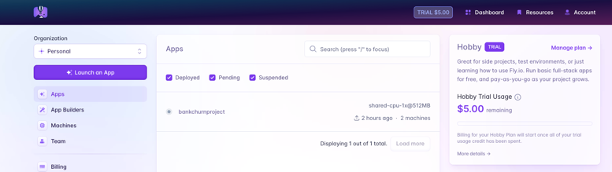 TRIAL $5.00
Dashboard
Resources
Account
Organization
Personal
Launch an App
Apps
App Builders
Machines
Team
Billing
Apps
Search (press "/" to focus)
Deployed
Pending
Suspended
bankchurnproject
shared-cpu-1x@512MB
2 hours ago · 2 machines
Displaying 1 out of 1 total.
Load more
Hobby TRIAL
Manage plan →
Great for side projects, test environments, or just
learning how to use Fly.io. Run basic full-stack apps
for free, and pay-as-you-go as your projects grow.
Hobby Trial Usage
$5.00 remaining
Billing for your Hobby Plan will start once all of your trial
usage credit has been spent.
More details →